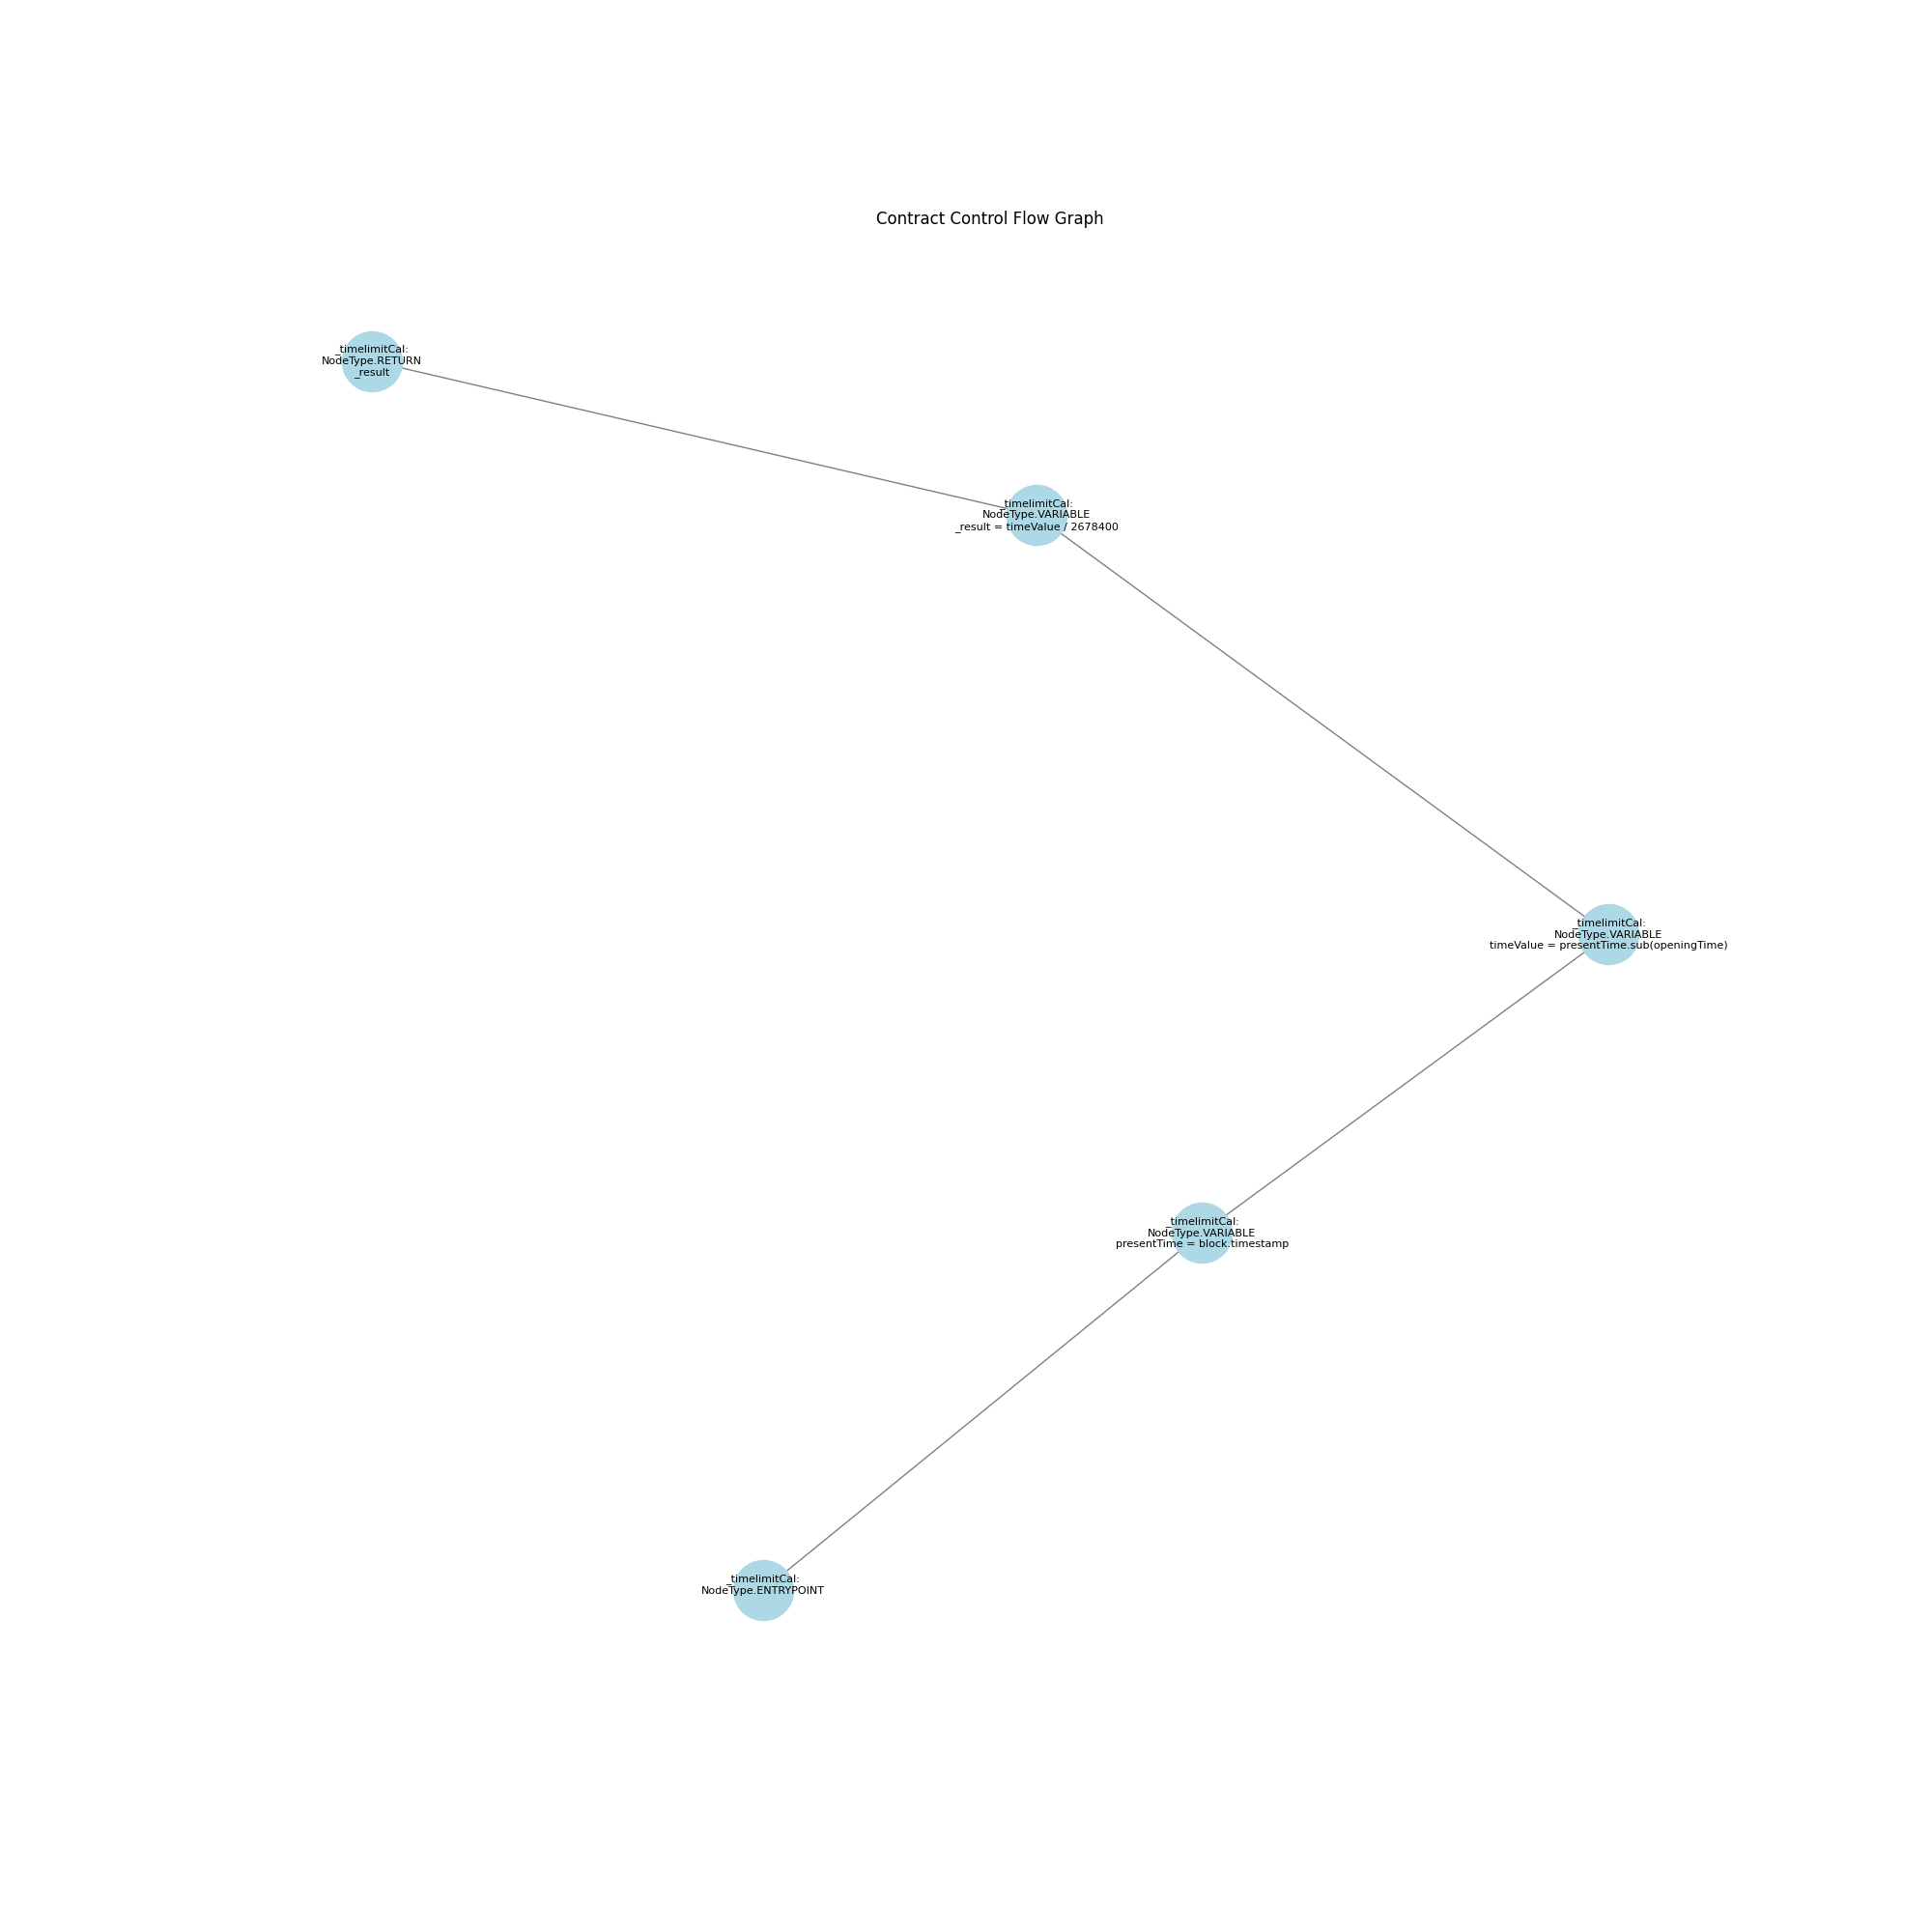 Contract Control Flow Graph
_timelimitCal:
NodeType.RETURN
_result
_timelimitCal:
NodeType.VARIABLE
_result = timeValue / 2678400
_timelimitCal:
NodeType.VARIABLE
timeValue = presentTime.sub(openingTime)
_timelimitCal:
NodeType.VARIABLE
presentTime = block.timestamp
_timelimitCal:
NodeType.ENTRYPOINT